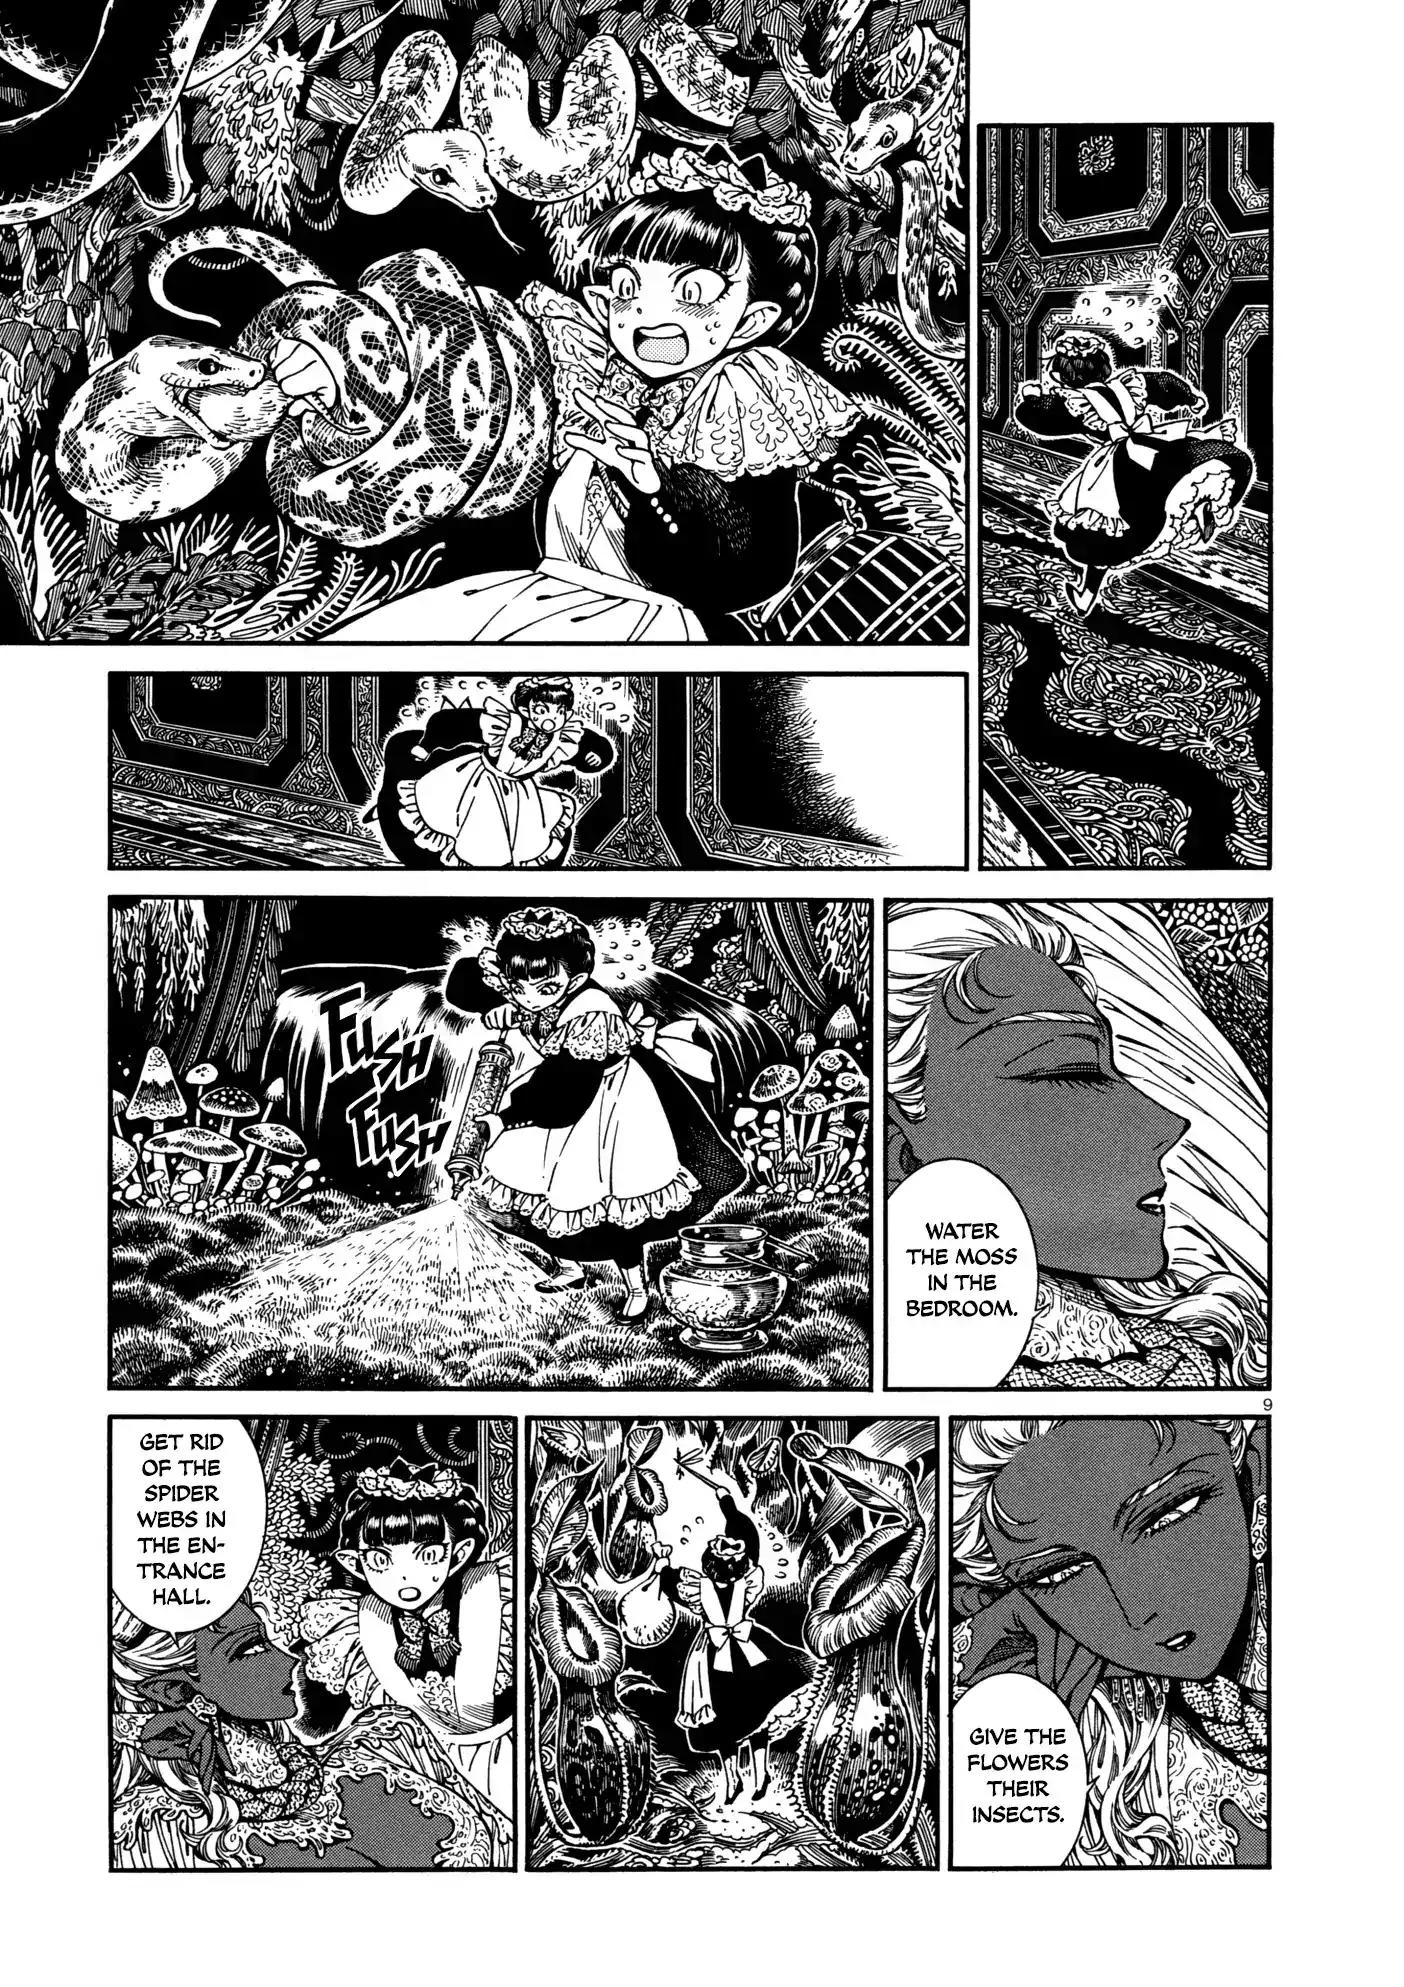 WATER
THE MOSS
IN THE
BEDROOM.
FUSH
FUSH
9
GIVE THE
FLOWERS
THEIR
INSECTS.
GET RID
OF THE
SPIDER
WEBS IN
THE EN-
TRANCE
HALL.